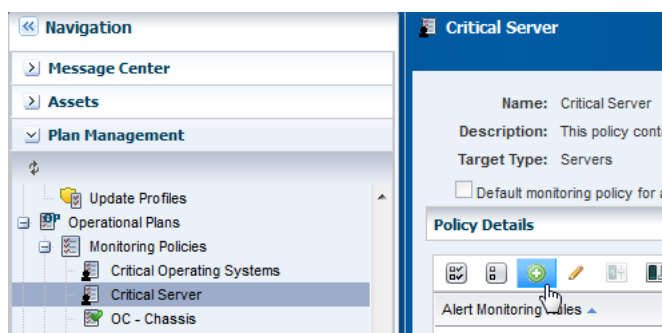 Navigation
Message Center
Assets
Plan Management
Update Profiles
Operational Plans
Monitoring Policies
Critical Operating Systems
Critical Server
OC - Chassis
Critical Server
Name: Critical Server
Description: This policy cont
Target Type: Servers
Default monitoring policy for a
Policy Details
Alert Monitoring Rules